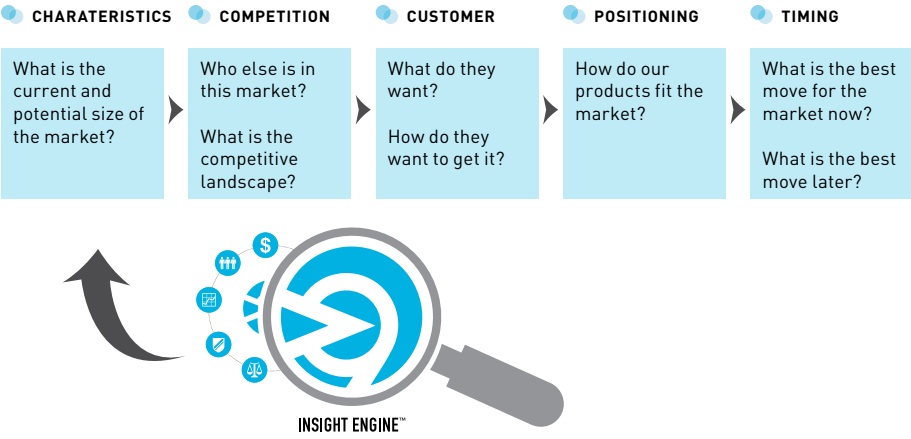 CHARATERISTICS
What is the
current and
potential size of
the market?
COMPETITION
Who else is in
this market?
What is the
competitive
landscape?
CUSTOMER
What do they
want?
How do they
want to get it?
POSITIONING
How do our
products fit the
market?
TIMING
What is the best
move for the
market now?
What is the best
move later?
$
INSIGHT ENGINE™